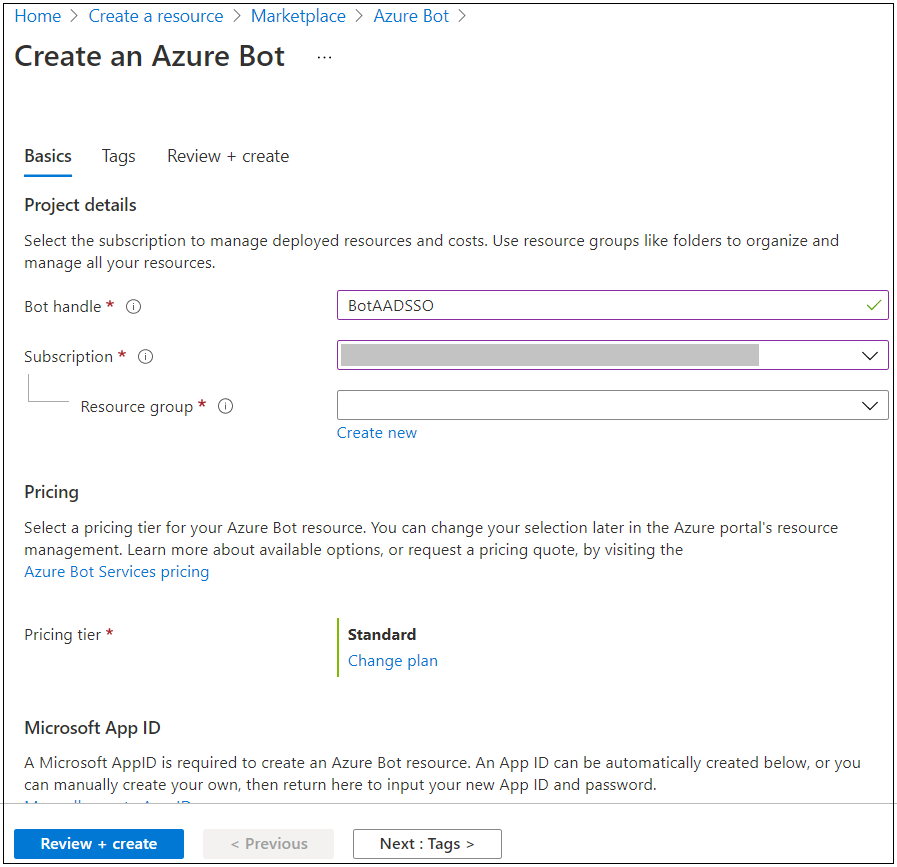 Home > Create a resource > Marketplace > Azure Bot >
Create an Azure Bot ...
Basics Tags Review + create
Project details
Select the subscription to manage deployed resources and costs. Use resource groups like folders to organize and
manage all your resources.
Bot handle * BotAADSSO
Subscription *
Resource group *
Create new
Pricing
Select a pricing tier for your Azure Bot resource. You can change your selection later in the Azure portal's resource
management. Learn more about available options, or request a pricing quote, by visiting the
Azure Bot Services pricing
Pricing tier * Standard
Change plan
Microsoft App ID
A Microsoft AppID is required to create an Azure Bot resource. An App ID can be automatically created below, or you
can manually create your own, then return here to input your new App ID and password.
Review + create < Previous Next : Tags >